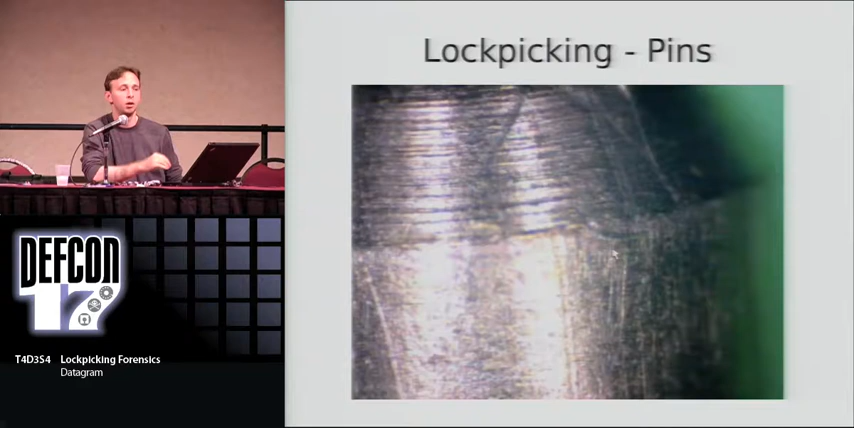 Lockpicking - Pins
DEFCON
17
T4D3S4 Lockpicking Forensics
Datagram